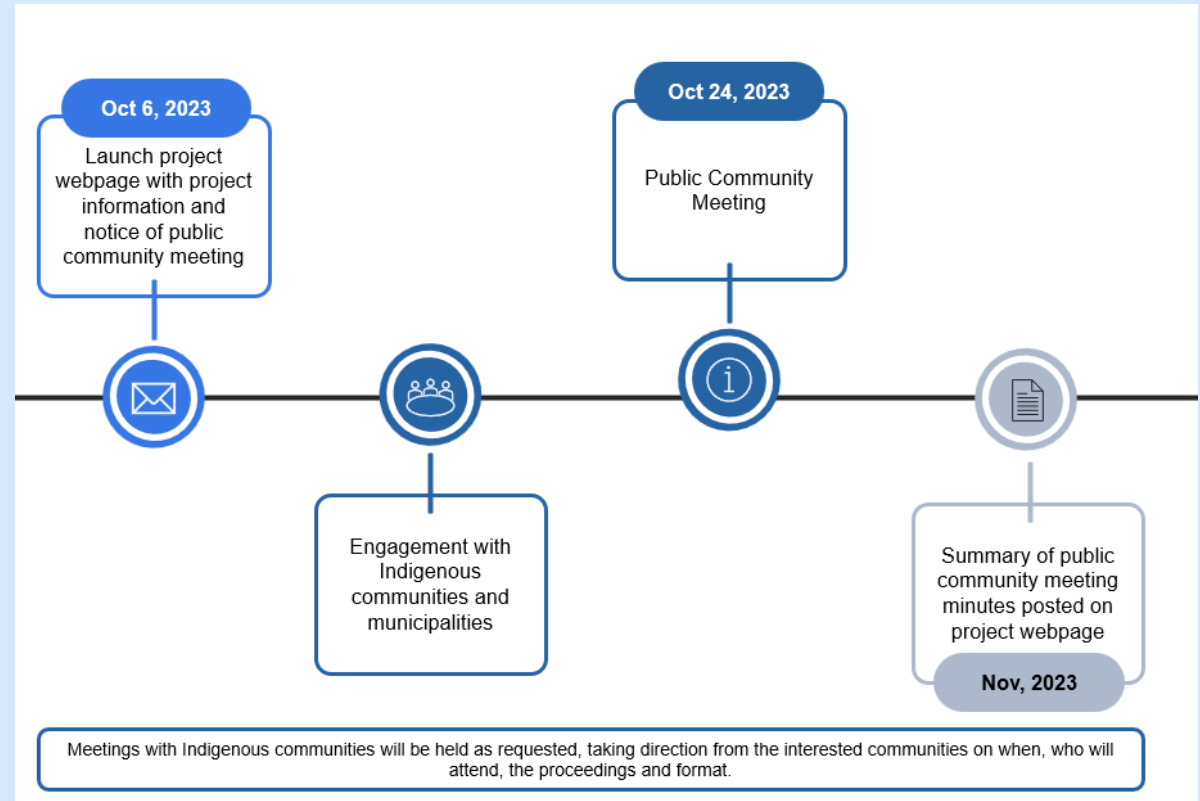 Oct 6, 2023
Launch project
webpage with project
information and
notice of public
community meeting
Engagement with
Indigenous
communities and
municipalities
Oct 24, 2023
Public Community
Meeting
i
Summary of public
community meeting
minutes posted on
project webpage
Nov, 2023
Meetings with Indigenous communities will be held as requested, taking direction from the interested communities on when, who will
attend, the proceedings and format.